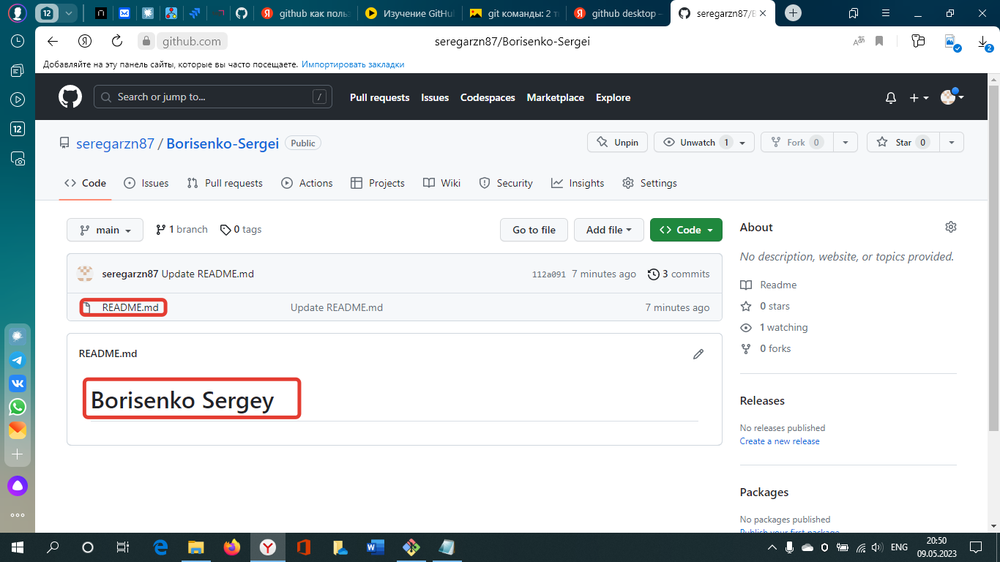 12
github как польз
Изучение GitHu
git команды: 2 т
github desktop –
seregarzn87/B
github.com
seregarzn87/Borisenko-Sergei
2
Добавляйте на эту панель сайты, которые вы часто посещаете. Импортировать закладки
Search or jump to...
/
Pull requests
Issues
Codespaces
Marketplace
Explore
12
seregarzn87 / Borisenko-Sergei
Public
Unpin
Unwatch 1
Fork 0
Star 0
Code
Issues
Pull requests
Actions
Projects
Wiki
Security
Insights
Settings
main
1 branch
0 tags
Go to file
Add file
Code
seregarzn87 Update README.md
112a091 7 minutes ago
3 commits
README.md
Update README.md
7 minutes ago
README.md
Borisenko Sergey
About
No description, website, or topics provided.
Readme
0 stars
1 watching
0 forks
Releases
No releases published
Create a new release
Packages
No packages published
Publish your first package
ENG
20:50
09.05.2023